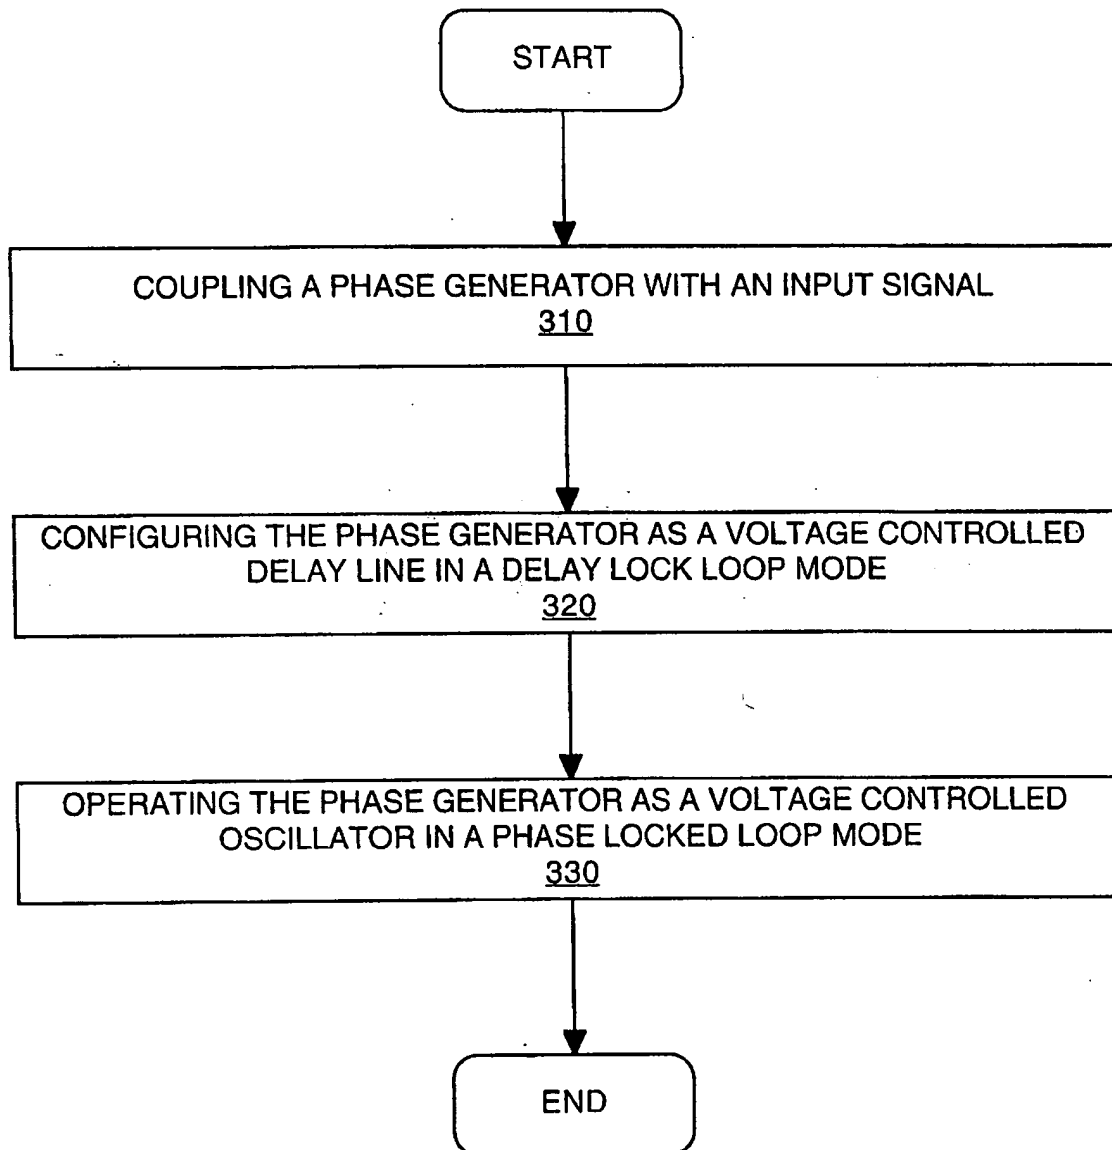 START
COUPLING A PHASE GENERATOR WITH AN INPUT SIGNAL
310
CONFIGURING THE PHASE GENERATOR AS A VOLTAGE CONTROLLED
DELAY LINE IN A DELAY LOCK LOOP MODE
320
OPERATING THE PHASE GENERATOR AS A VOLTAGE CONTROLLED
OSCILLATOR IN A PHASE LOCKED LOOP MODE
330
END